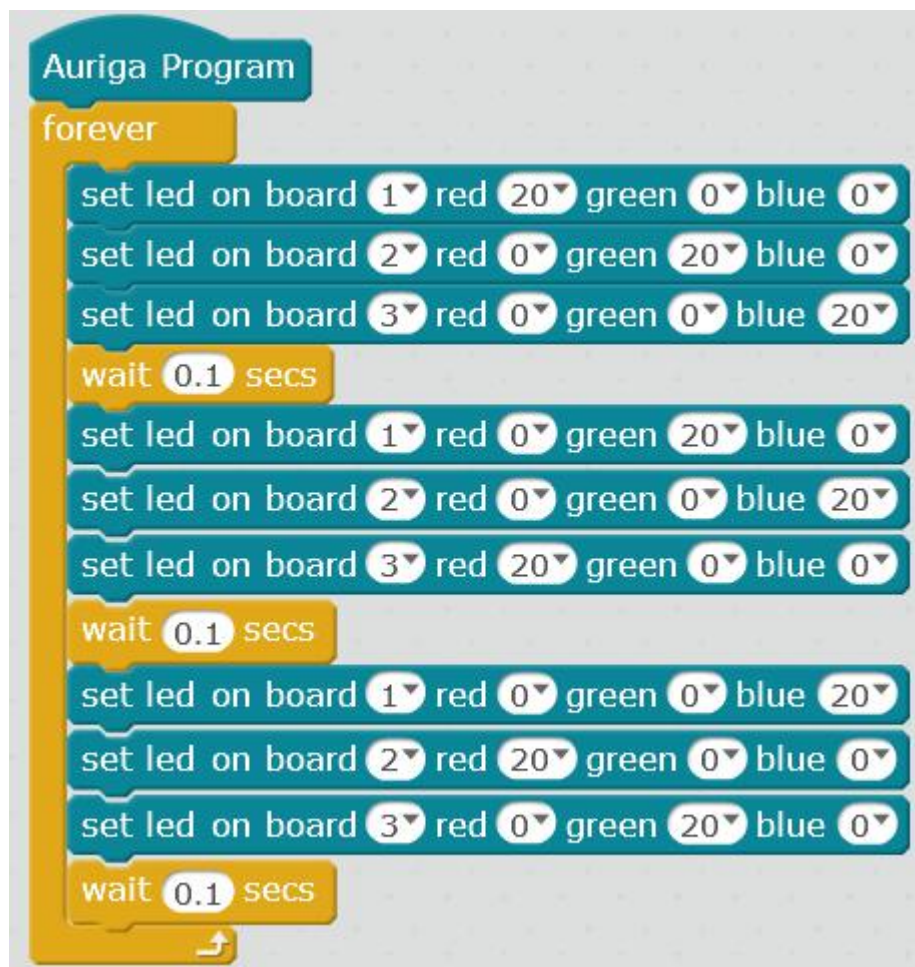 Auriga Program
forever
set led on board 1 red 20 green 0 blue 0
set led on board 2 red 0 green 20 blue 0
set led on board 3 red 0 green 0 blue 20
wait 0.1 secs
set led on board 1 red 0 green 20 blue 0
set led on board 2 red 0 green 0 blue 20
set led on board 3 red 20 green 0 blue 0
wait 0.1 secs
set led on board 1 red 0 green 0 blue 20
set led on board 2 red 20 green 0 blue 0
set led on board 3 red 0 green 20 blue 0
wait 0.1 secs